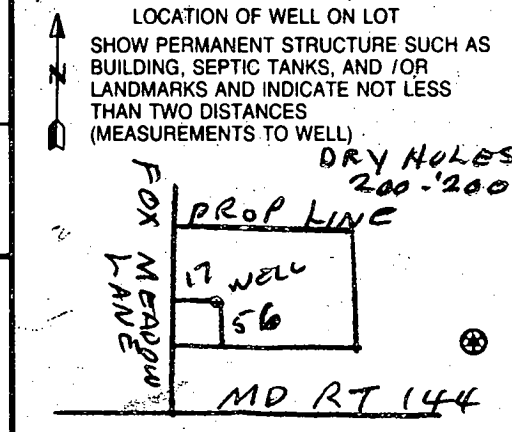 LOCATION OF WELL ON LOT
SHOW PERMANENT STRUCTURE SUCH AS
BUILDING, SEPTIC TANKS, AND /OR
LANDMARKS AND INDICATE NOT LESS
THAN TWO DISTANCES
(MEASUREMENTS TO WELL)
N
DRY HOLES
200-'200
FOX MEADOW
LANE
PROP LINE
17 WELL
56
MD RT 144